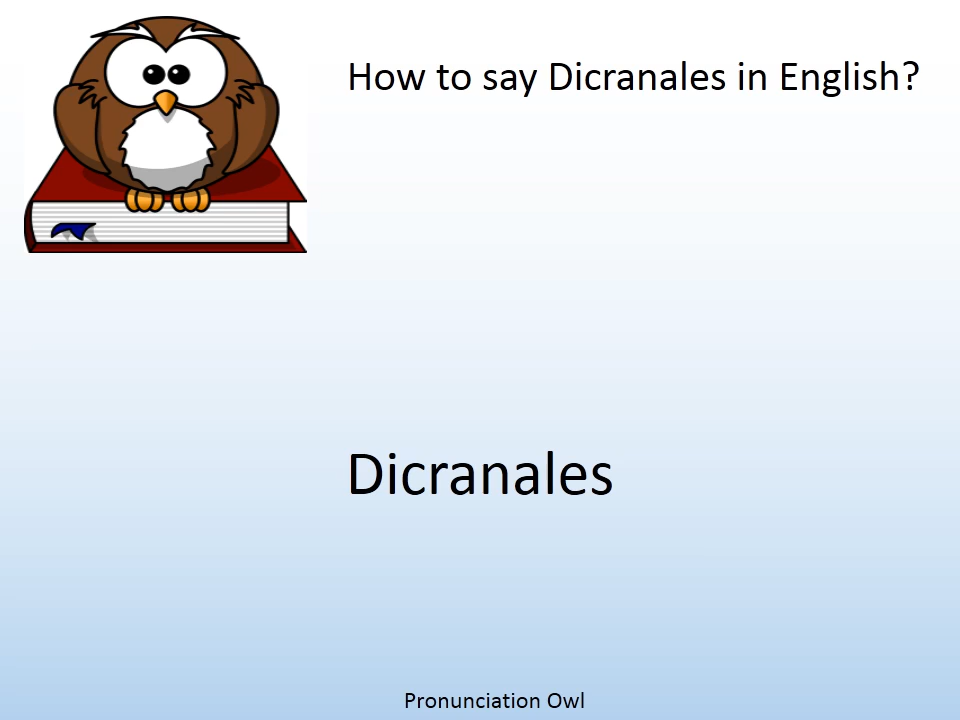 How to say Dicranales in English?
Dicranales
Pronunciation Owl